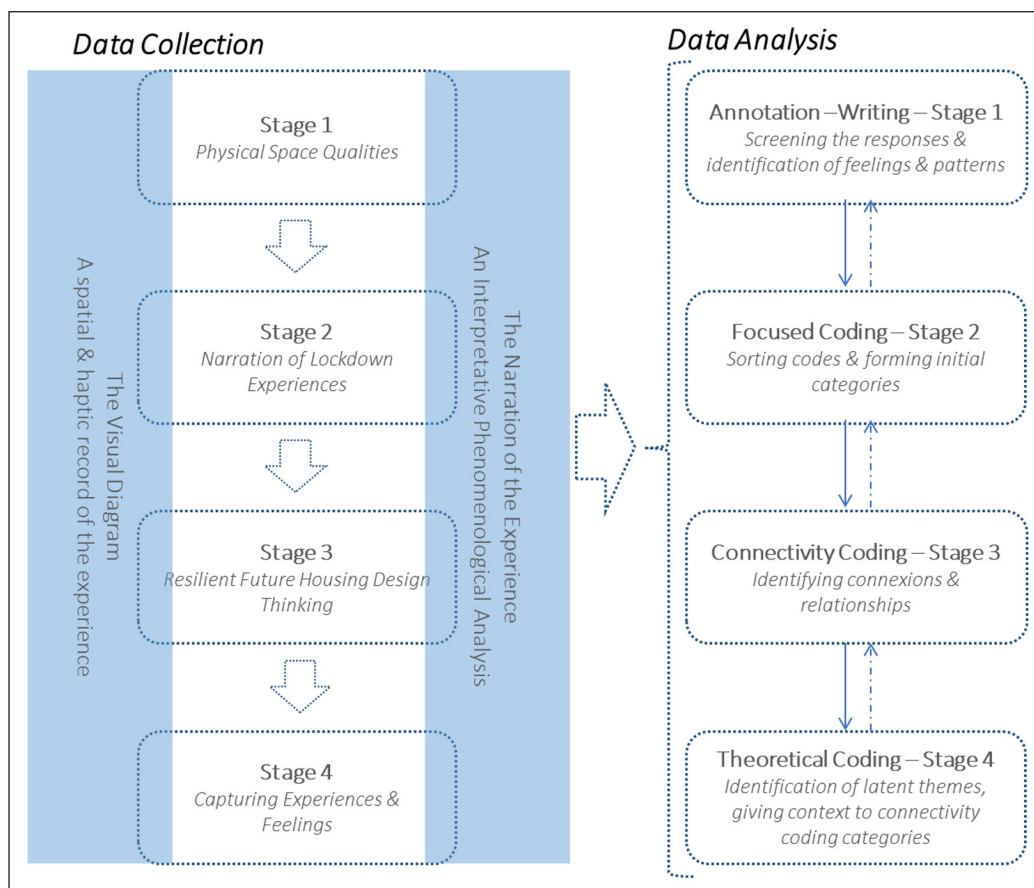 Data Collection
Stage 1
Physical Space Qualities
Stage 2
Narration of Lockdown
Experiences
Stage 3
Resilient Future Housing Design
Thinking
Stage 4
Capturing Experiences &
Feelings
The Visual Diagram
A spatial & haptic record of the experience
The Narration of the Experience
An Interpretative Phenomenological Analysis
Data Analysis
Annotation –Writing – Stage 1
Screening the responses &
identification of feelings & patterns
Focused Coding – Stage 2
Sorting codes & forming initial
categories
Connectivity Coding – Stage 3
Identifying connexions &
relationships
Theoretical Coding – Stage 4
Identification of latent themes,
giving context to connectivity
coding categories